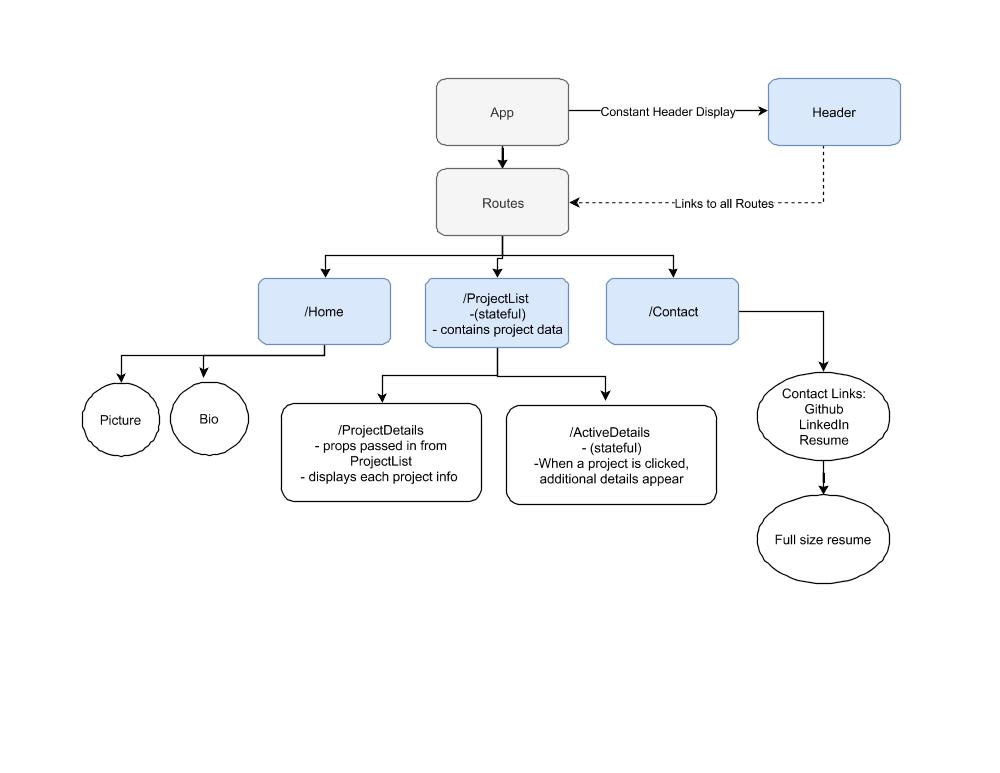 App
Constant Header Display
Header
Routes
Links to all Routes
/Home
/ProjectList
-(stateful)
- contains project data
/Contact
Picture
Bio
/ProjectDetails
- props passed in from
ProjectList
- displays each project info
/ActiveDetails
- (stateful)
-When a project is clicked,
additional details appear
Contact Links:
Github
LinkedIn
Resume
Full size resume